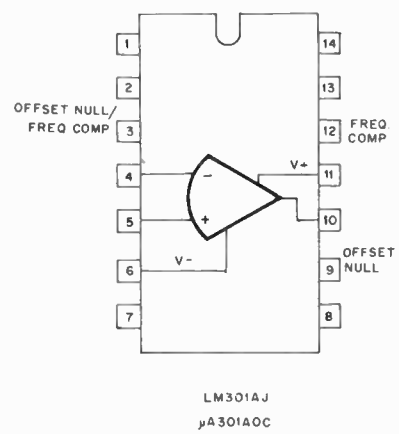 1 14
2 13
OFFSET NULL/
FREQ COMP 3 12 FREQ.
COMP
4 − V+ 11
5 + 10
6 V− 9 OFFSET
NULL
7 8
LM301AJ
µA301ADC